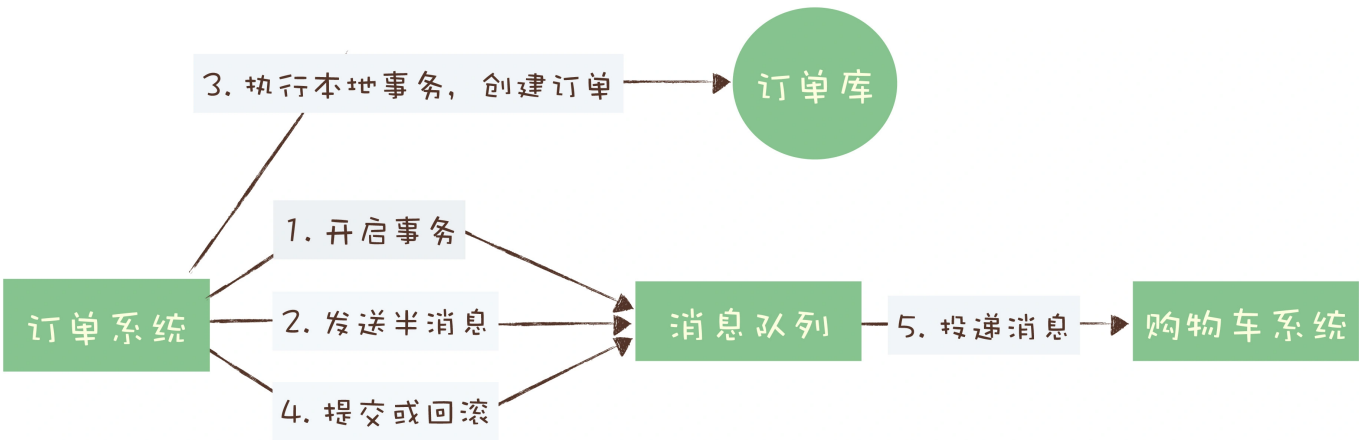 3. 执行本地事务，创建订单
订单库
1. 开启事务
订单系统
2. 发送半消息
消息队列
5. 投递消息
购物车系统
4. 提交或回滚